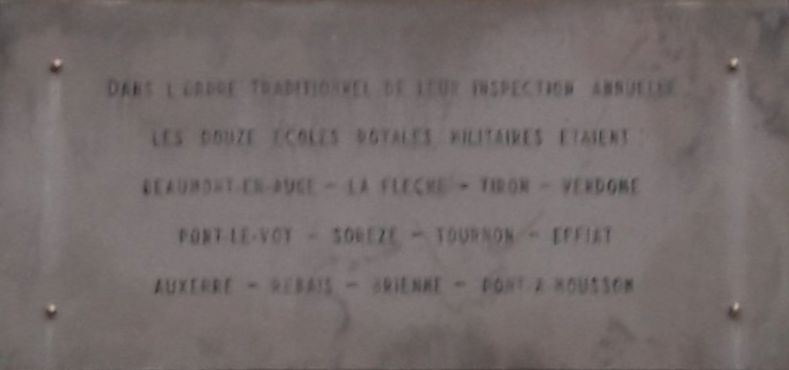 DANS L'ORDRE TRADITIONNEL DE LEUR INSPECTION ANNUELLE
LES DOUZE ECOLES ROYALES MILITAIRES ETAIENT
BEAUMONT-EN-AUGE - LA FLECHE - TIRON - VENDOME
PONT-LE-VOY - SOREZE - TOURNON - EFFIAT
AUXERRE - REBAIS - BRIENNE - PONT-A-MOUSSON